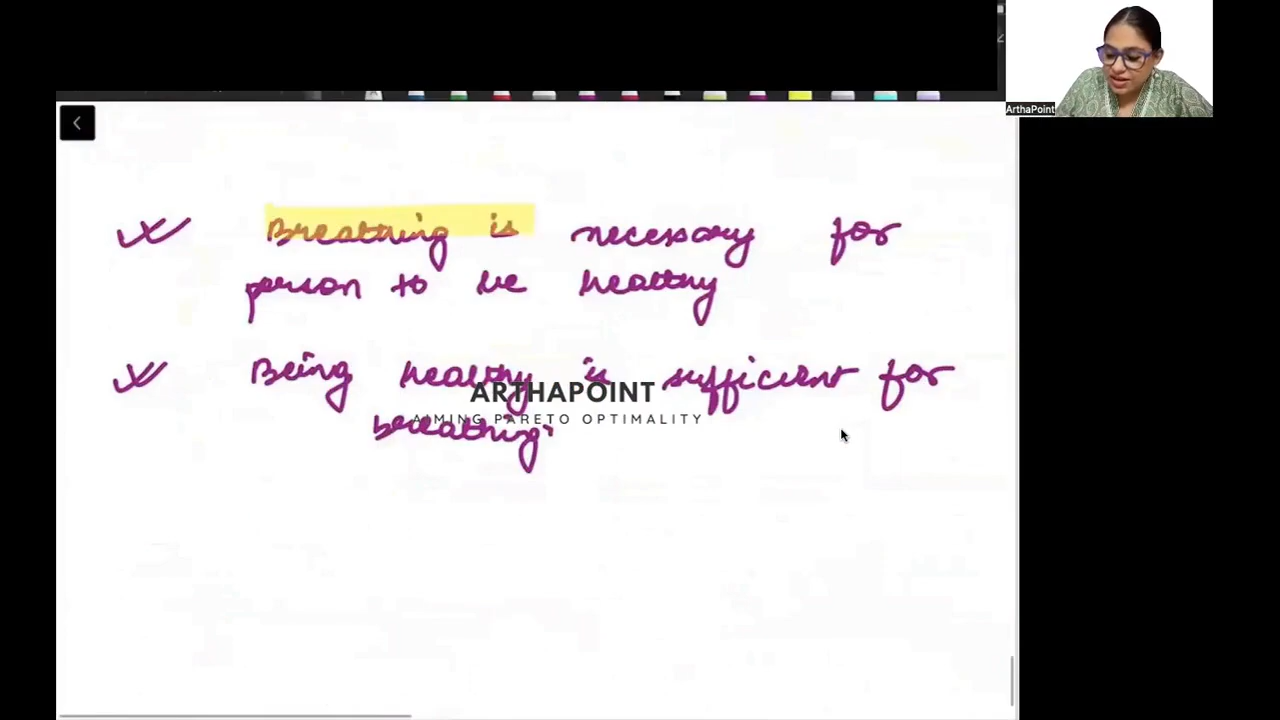 ArthaPoint
Breathing is necessary for
person to be healthy
Being healthy is sufficient for
ARTHAPOINT
breathing
AIMING PARETO OPTIMALITY